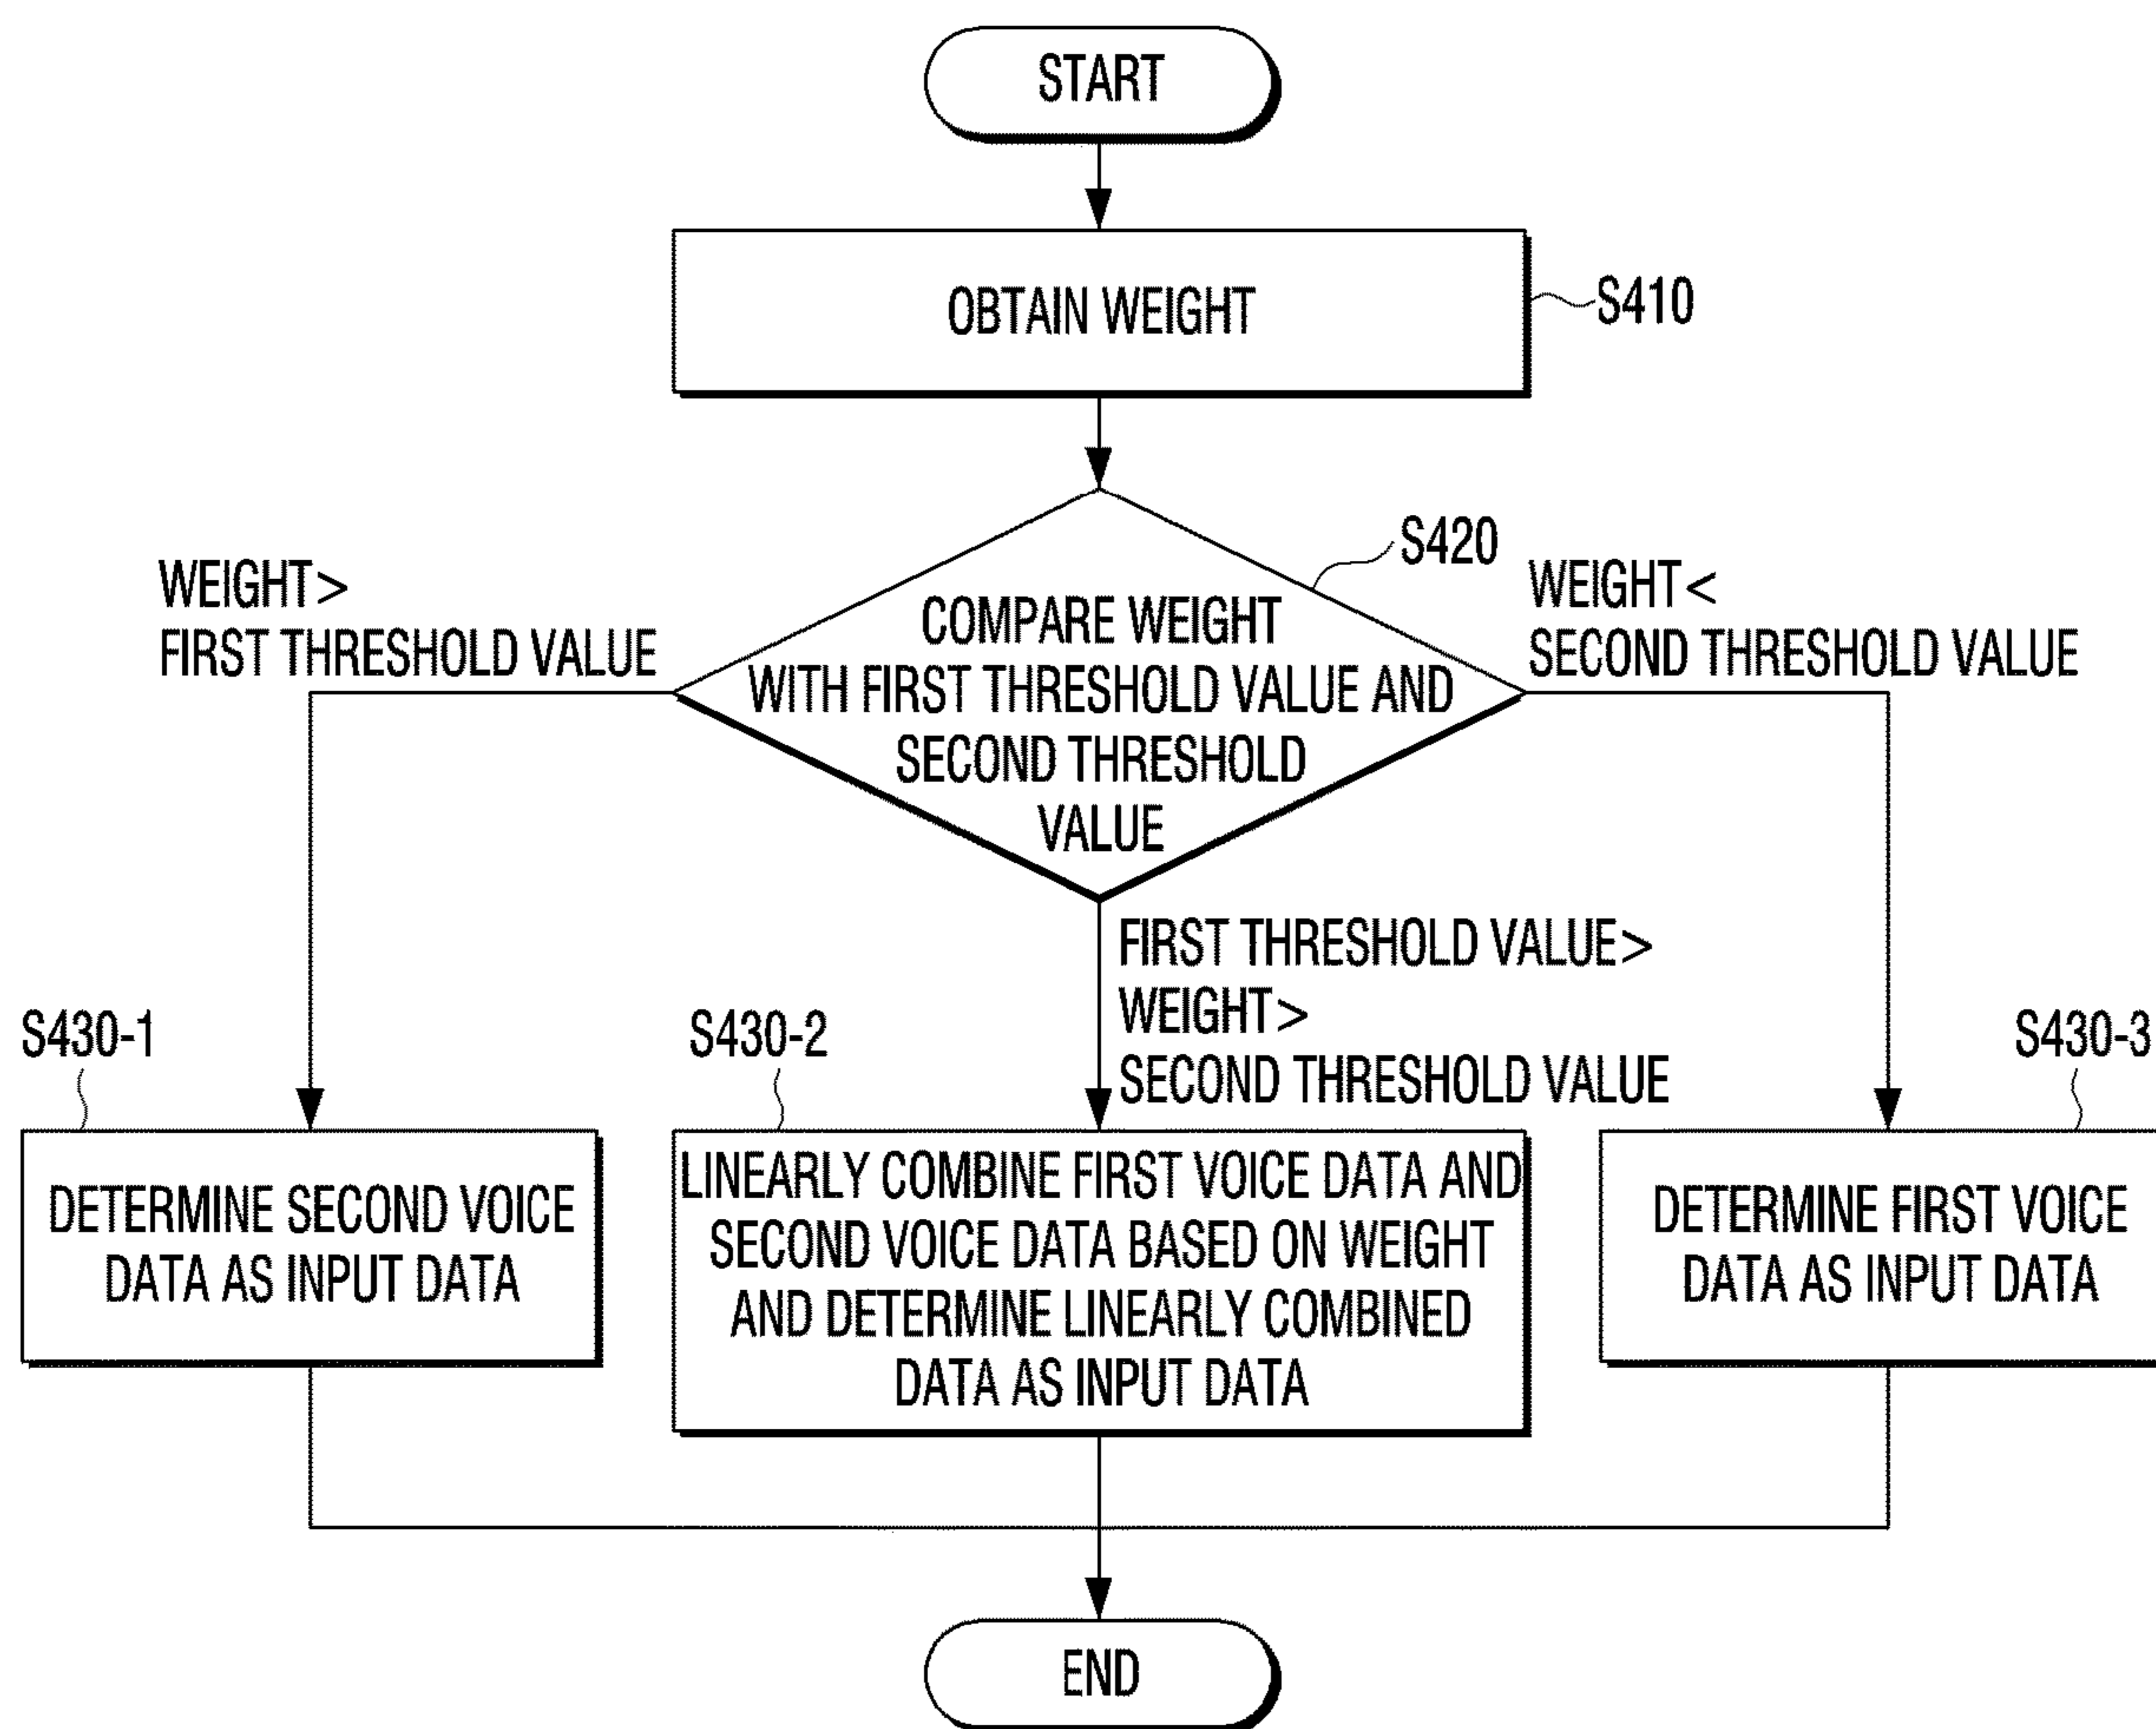 START
OBTAIN WEIGHT
S410
S420
WEIGHT>
FIRST THRESHOLD VALUE
COMPARE WEIGHT
WITH FIRST THRESHOLD VALUE AND
SECOND THRESHOLD
VALUE
WEIGHT<
SECOND THRESHOLD VALUE
FIRST THRESHOLD VALUE>
WEIGHT>
SECOND THRESHOLD VALUE
S430-1
DETERMINE SECOND VOICE
DATA AS INPUT DATA
S430-2
LINEARLY COMBINE FIRST VOICE DATA AND
SECOND VOICE DATA BASED ON WEIGHT
AND DETERMINE LINEARLY COMBINED
DATA AS INPUT DATA
S430-3
DETERMINE FIRST VOICE
DATA AS INPUT DATA
END